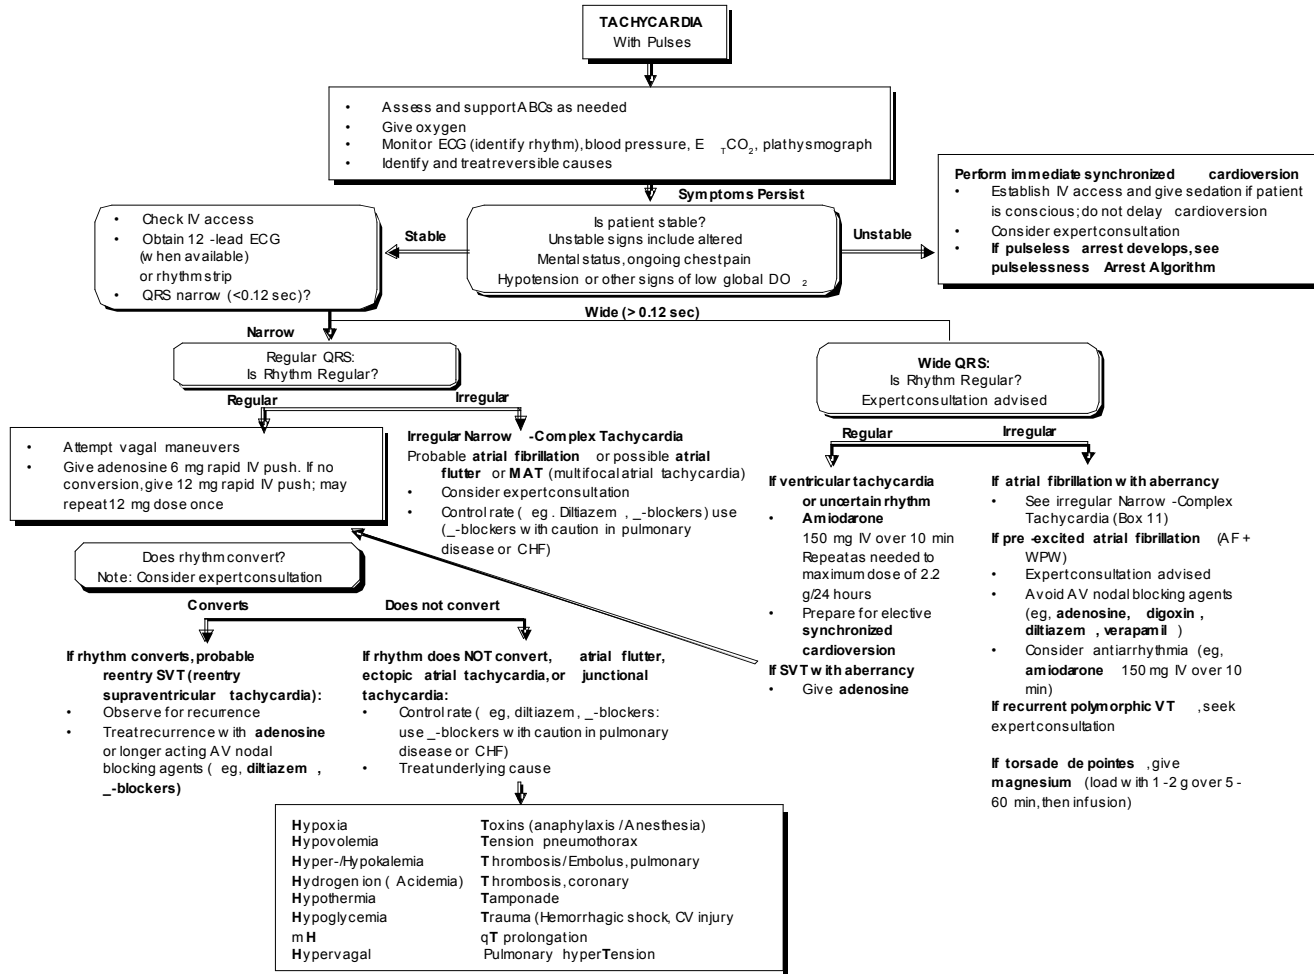 TACHYCARDIA
With Pulses
• Assess and support ABCs as needed
• Give oxygen
• Monitor ECG (identify rhythm), blood pressure, E TCO2, plathysmograph
• Identify and treat reversible causes
Symptoms Persist
Perform immediate synchronized cardioversion
• Establish IV access and give sedation if patient
is conscious; do not delay cardioversion
• Consider expert consultation
• If pulseless arrest develops, see
pulselessness Arrest Algorithm
• Check IV access
• Obtain 12 -lead ECG
(when available)
or rhythm strip
• QRS narrow (<0.12 sec)?
Stable
Is patient stable?
Unstable signs include altered
Mental status, ongoing chest pain
Hypotension or other signs of low global DO 2
Unstable
Wide (> 0.12 sec)
Narrow
Regular QRS:
Is Rhythm Regular?
Wide QRS:
Is Rhythm Regular?
Expert consultation advised
Regular
Irregular
Regular
Irregular
• Attempt vagal maneuvers
• Give adenosine 6 mg rapid IV push. If no
conversion, give 12 mg rapid IV push; may
repeat 12 mg dose once
Irregular Narrow -Complex Tachycardia
Probable atrial fibrillation or possible atrial
flutter or MAT (multifocal atrial tachycardia)
• Consider expert consultation
• Control rate ( eg . Diltiazem , _-blockers) use
(_-blockers with caution in pulmonary
disease or CHF)
If ventricular tachycardia
or uncertain rhythm
• Amiodarone
150 mg IV over 10 min
Repeat as needed to
maximum dose of 2.2
g/24 hours
• Prepare for elective
synchronized
cardioversion
If SVT with aberrancy
• Give adenosine
If atrial fibrillation with aberrancy
• See irregular Narrow -Complex
Tachycardia (Box 11)
If pre -excited atrial fibrillation (AF +
WPW)
• Expert consultation advised
• Avoid AV nodal blocking agents
(eg, adenosine, digoxin ,
diltiazem , verapamil )
• Consider antiarrhythmia (eg,
amiodarone 150 mg IV over 10
min)
If recurrent polymorphic VT , seek
expert consultation
If torsade de pointes , give
magnesium (load with 1 -2 g over 5 -
60 min, then infusion)
Does rhythm convert?
Note: Consider expert consultation
Converts
Does not convert
If rhythm converts, probable
reentry SVT (reentry
supraventricular tachycardia):
• Observe for recurrence
• Treat recurrence with adenosine
or longer acting AV nodal
blocking agents ( eg, diltiazem ,
_-blockers)
If rhythm does NOT convert, atrial flutter,
ectopic atrial tachycardia, or junctional
tachycardia:
• Control rate ( eg, diltiazem , _-blockers:
use _-blockers with caution in pulmonary
disease or CHF)
• Treat underlying cause
Hypoxia Toxins (anaphylaxis / Anesthesia)
Hypovolemia Tension pneumothorax
Hyper-/Hypokalemia Thrombosis/Embolus, pulmonary
Hydrogen ion ( Acidemia) Thrombosis, coronary
Hypothermia Tamponade
Hypoglycemia Trauma (Hemorrhagic shock, CV injury
mH qT prolongation
Hypervagal Pulmonary hyperTension